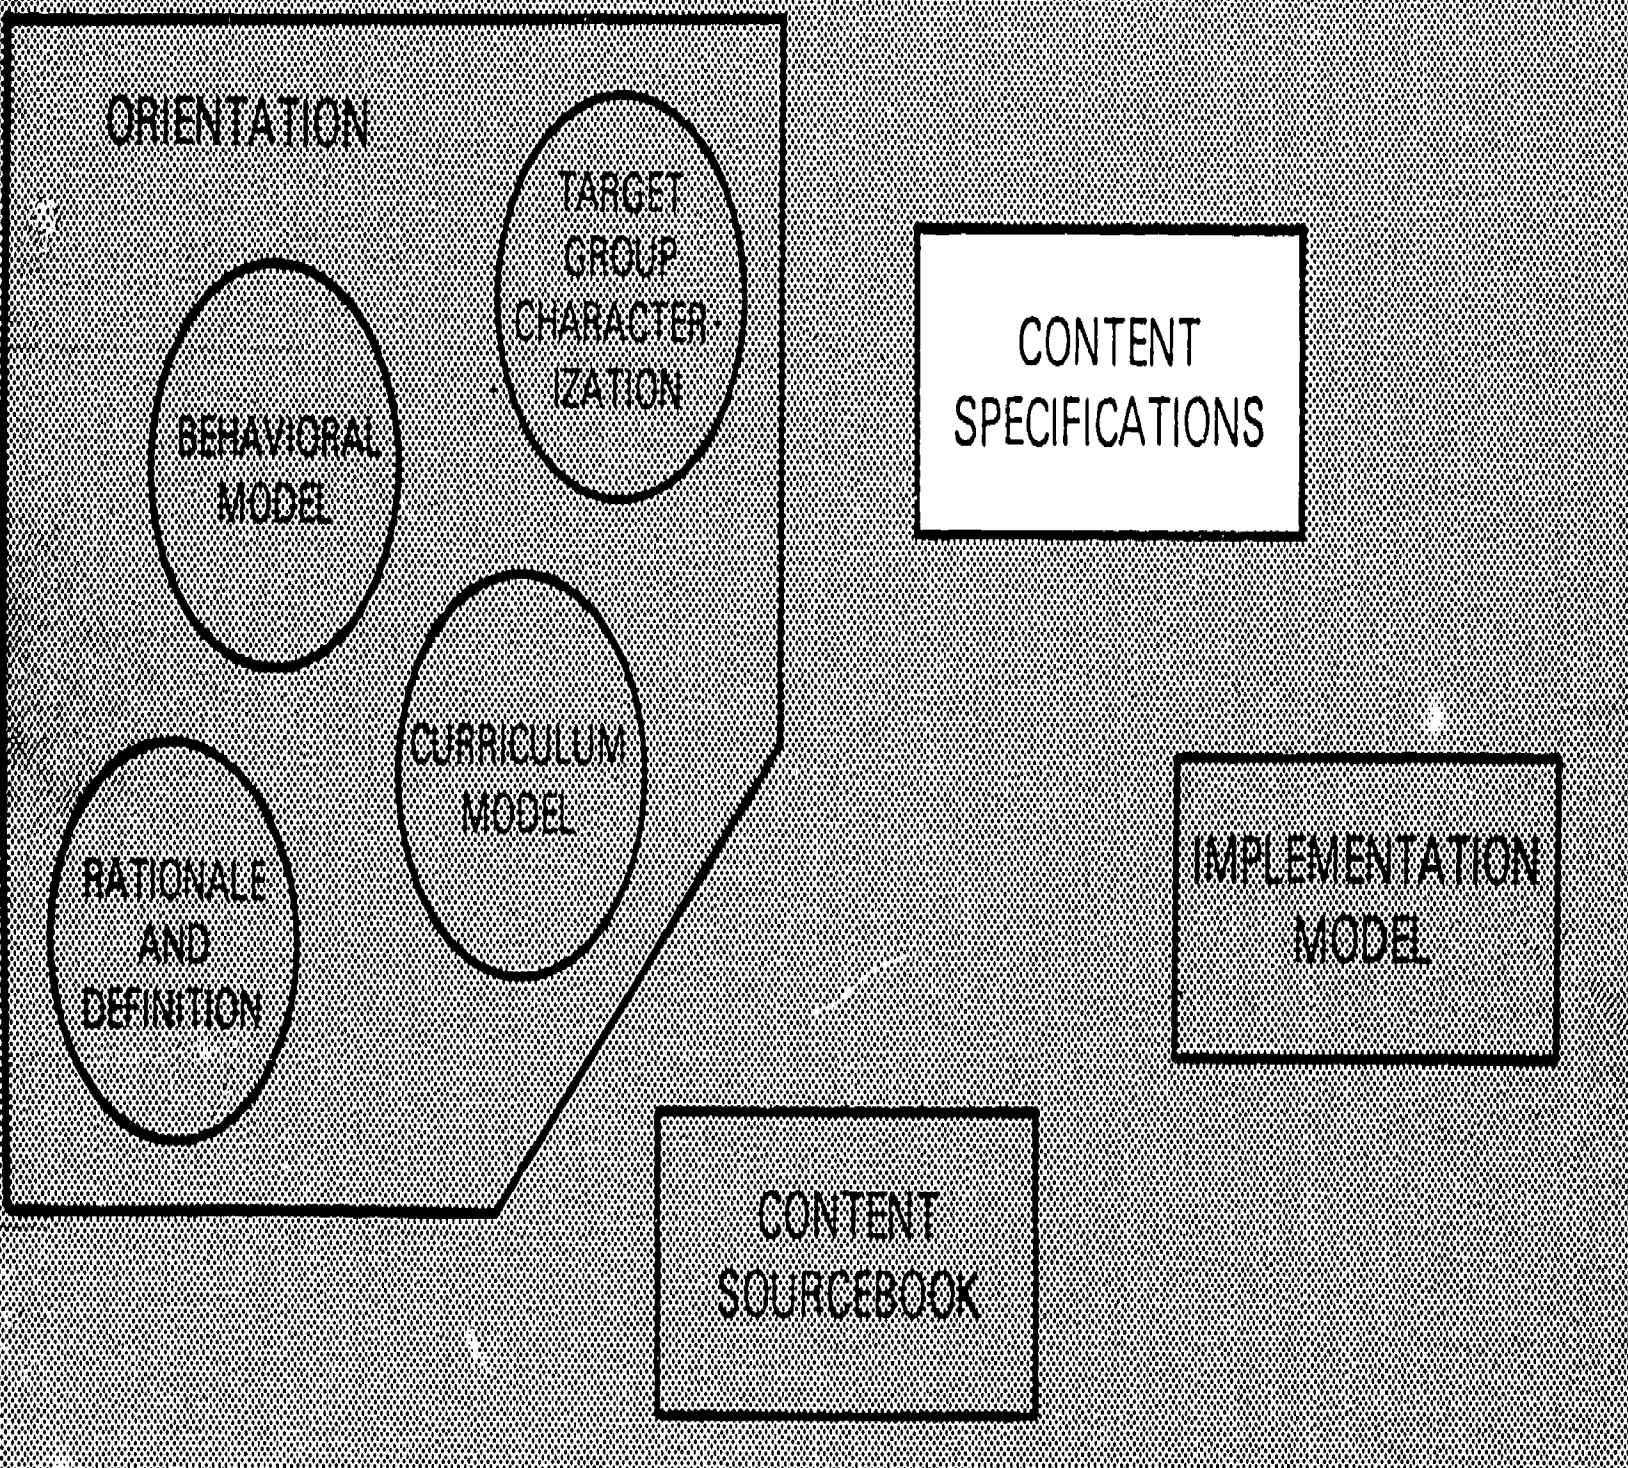 ORIENTATION
TARGET
GROUP
CHARACTER-
IZATION
BEHAVIORAL
MODEL
CURRICULUM
MODEL
RATIONALE
AND
DEFINITION
CONTENT
SPECIFICATIONS
IMPLEMENTATION
MODEL
CONTENT
SOURCEBOOK